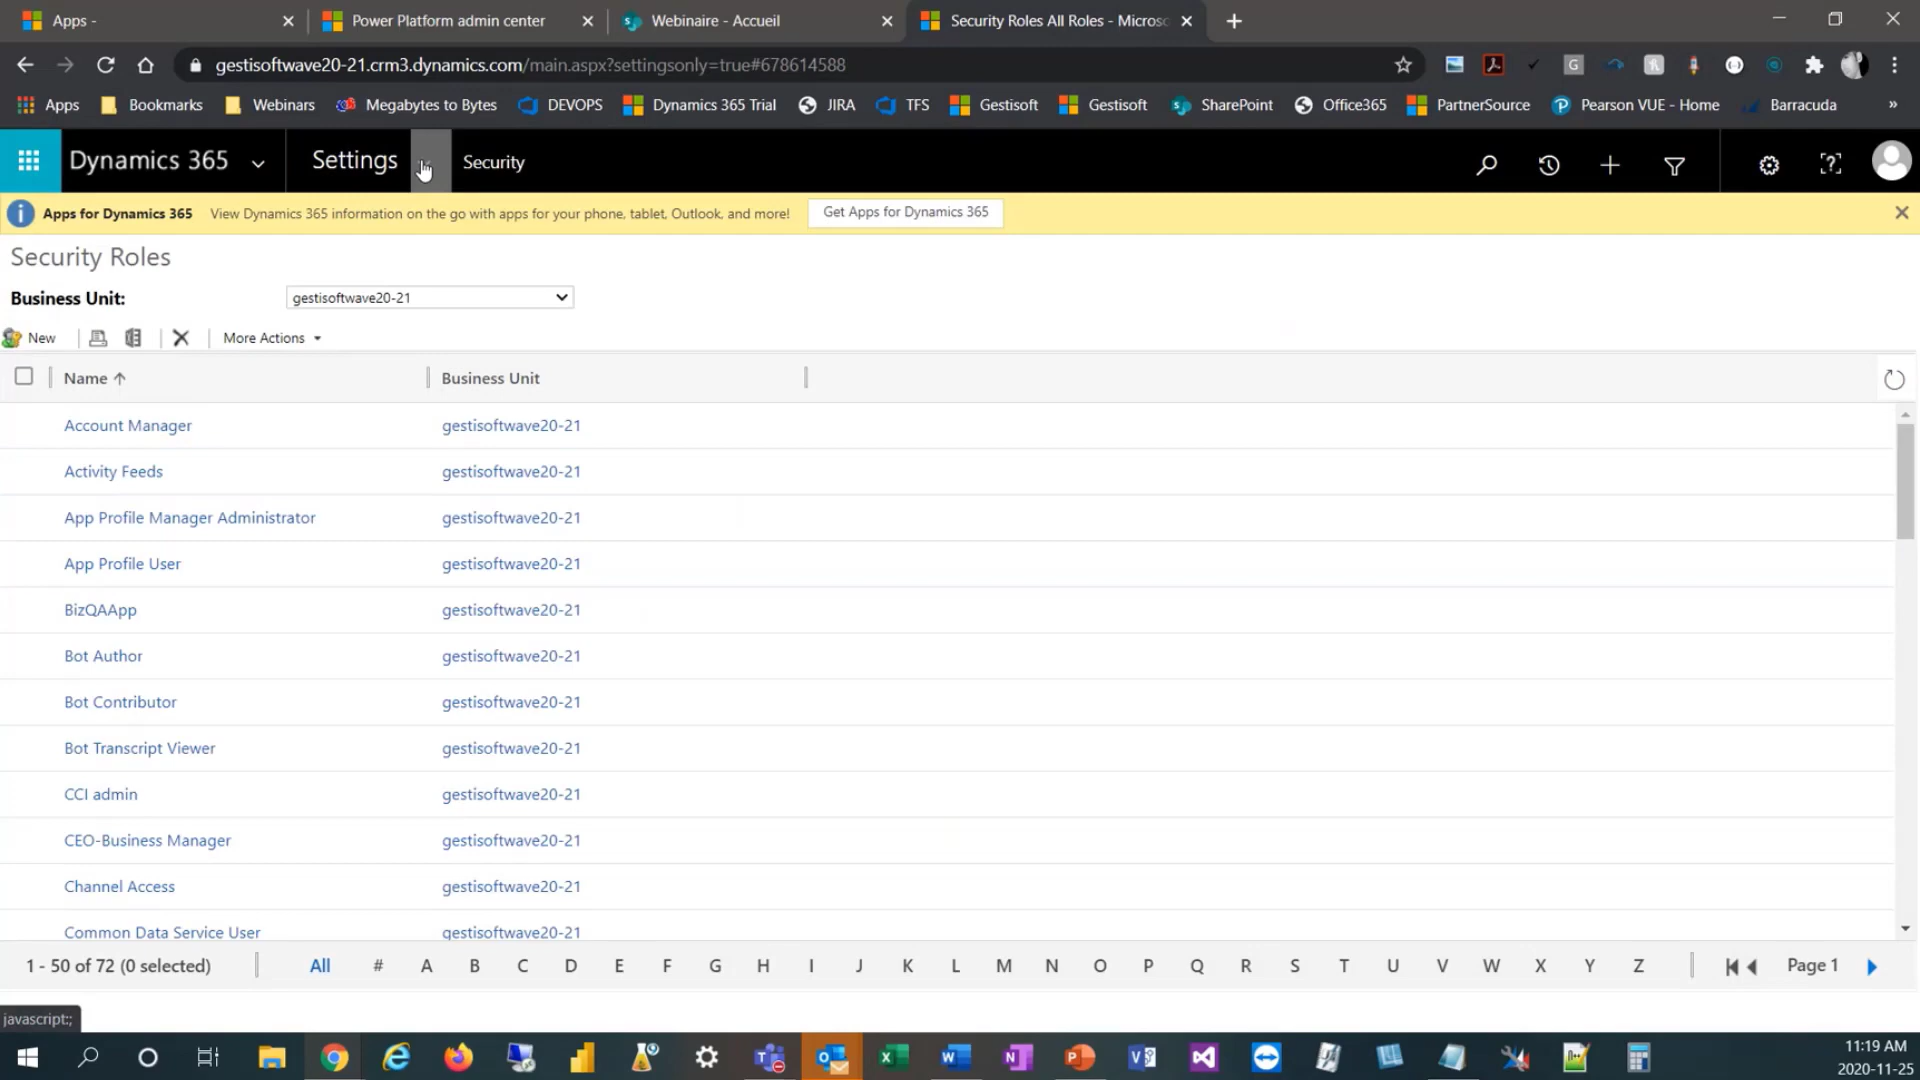 Apps -
Power Platform admin center
Webinaire - Accueil
Security Roles All Roles - Microsc
gestisoftwave20-21.crm3.dynamics.com/main.aspx?settingsonly=true#678614588
Apps
Bookmarks
Webinars
Megabytes to Bytes
DEVOPS
Dynamics 365 Trial
JIRA
TFS
Gestisoft
Gestisoft
SharePoint
Office365
PartnerSource
Pearson VUE - Home
Barracuda
»
Dynamics 365
Settings
Security
Apps for Dynamics 365 View Dynamics 365 information on the go with apps for your phone, tablet, Outlook, and more!
Get Apps for Dynamics 365
Security Roles
Business Unit: gestisoftwave20-21
New
More Actions
Name Business Unit
Account Manager gestisoftwave20-21
Activity Feeds gestisoftwave20-21
App Profile Manager Administrator gestisoftwave20-21
App Profile User gestisoftwave20-21
BizQAApp gestisoftwave20-21
Bot Author gestisoftwave20-21
Bot Contributor gestisoftwave20-21
Bot Transcript Viewer gestisoftwave20-21
CCI admin gestisoftwave20-21
CEO-Business Manager gestisoftwave20-21
Channel Access gestisoftwave20-21
Common Data Service User gestisoftwave20-21
1 - 50 of 72 (0 selected) All # A B C D E F G H I J K L M N O P Q R S T U V W X Y Z Page 1
javascript:;
11:19 AM
2020-11-25